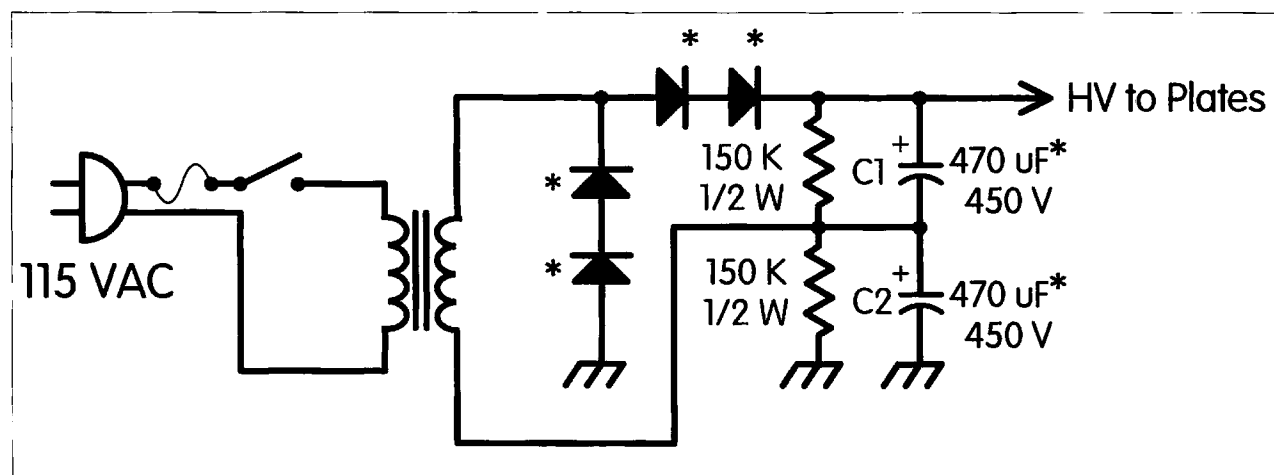 * *
HV to Plates
150 K
1/2 W
C1
+
470 uF*
450 V
*
115 VAC
*
150 K
1/2 W
C2
+
470 uF*
450 V